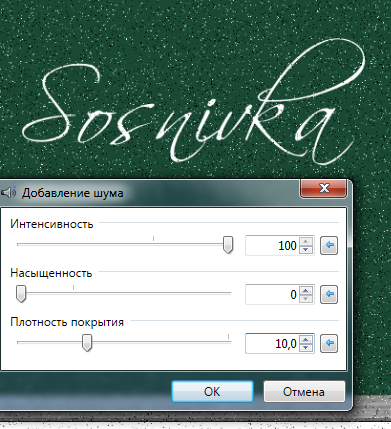 Sosnivka
Добавление шума
Интенсивность
100
Насыщенность
0
Плотность покрытия
10,0
OK
Отмена